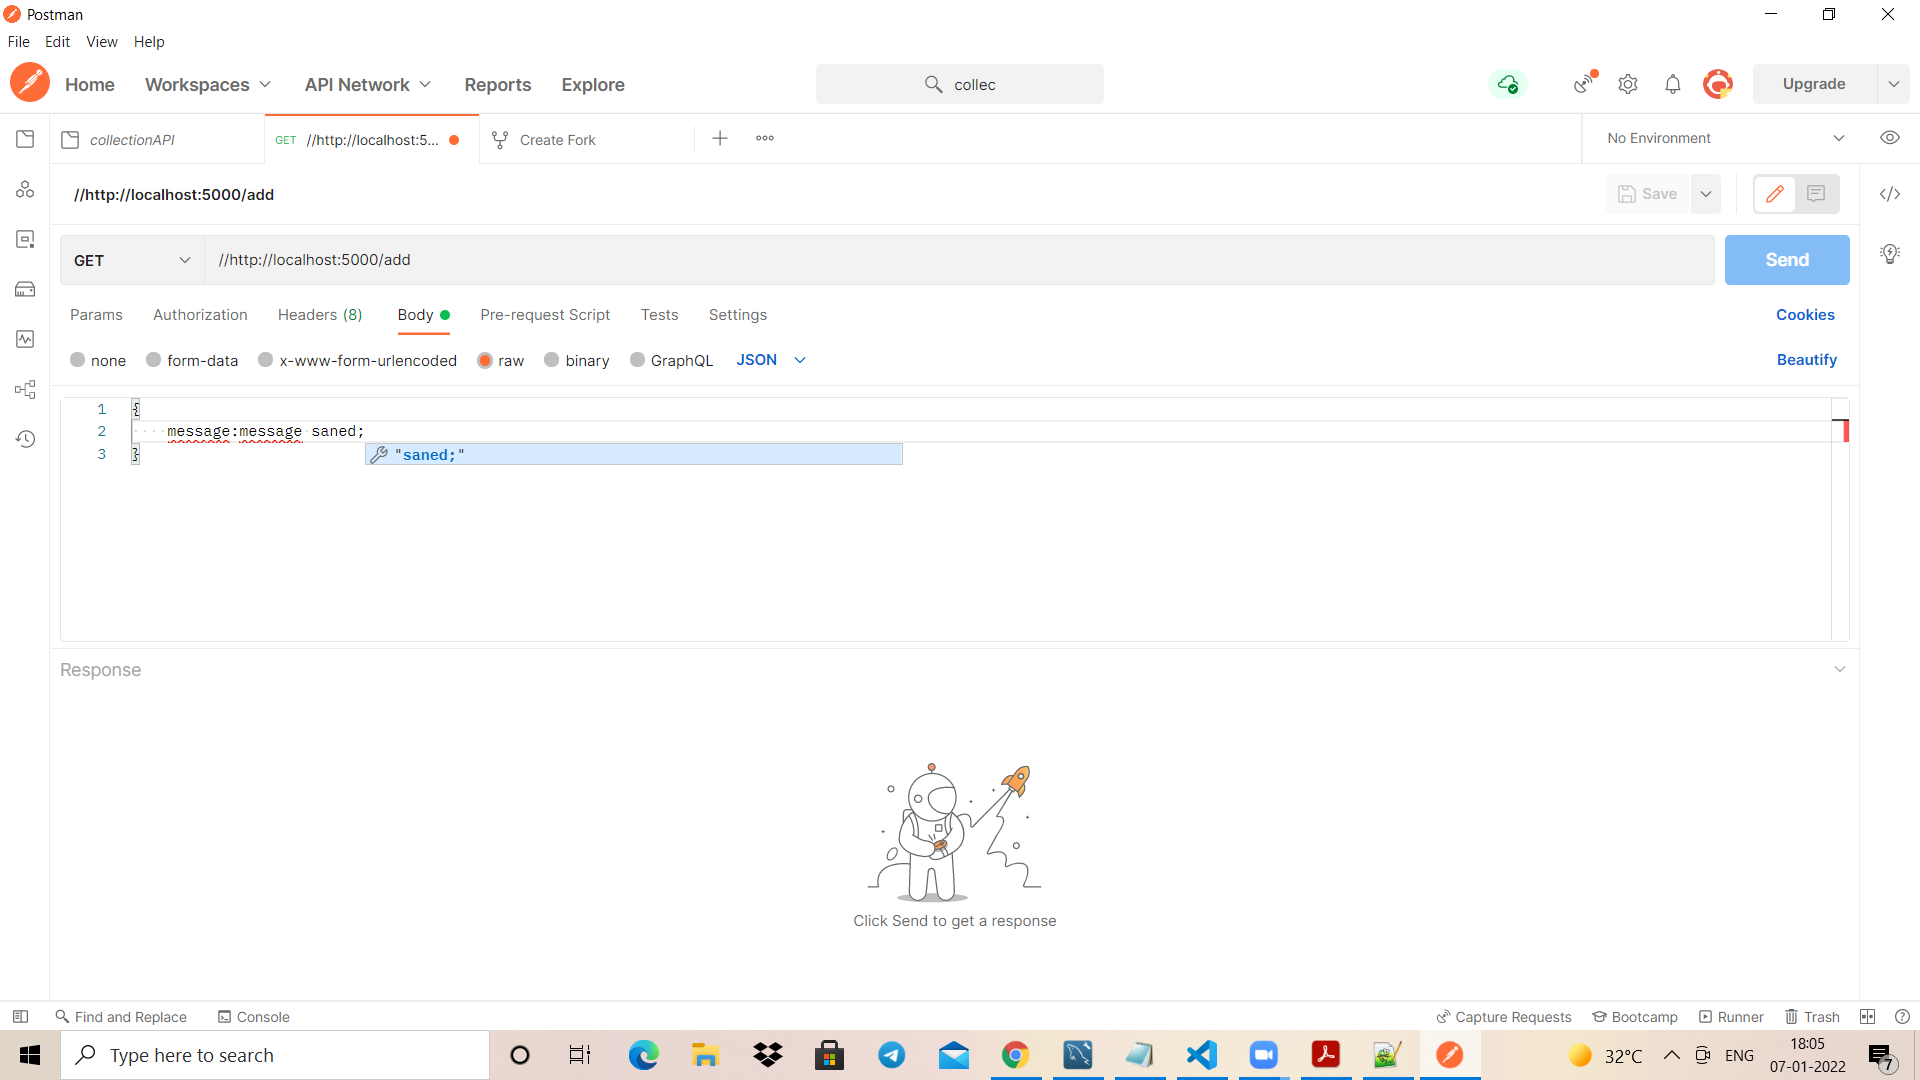 Postman
File Edit View Help
Home Workspaces API Network Reports Explore collec Upgrade
collectionAPI GET //http://localhost:5... Create Fork No Environment
//http://localhost:5000/add Save
GET //http://localhost:5000/add Send
Params Authorization Headers (8) Body Pre-request Script Tests Settings Cookies
none form-data x-www-form-urlencoded raw binary GraphQL JSON Beautify
1 {
2 message:message saned;
"saned;"
3 }
Response
Click Send to get a response
Find and Replace Console Capture Requests Bootcamp Runner Trash
Type here to search 32°C ENG 18:05
07-01-2022 7